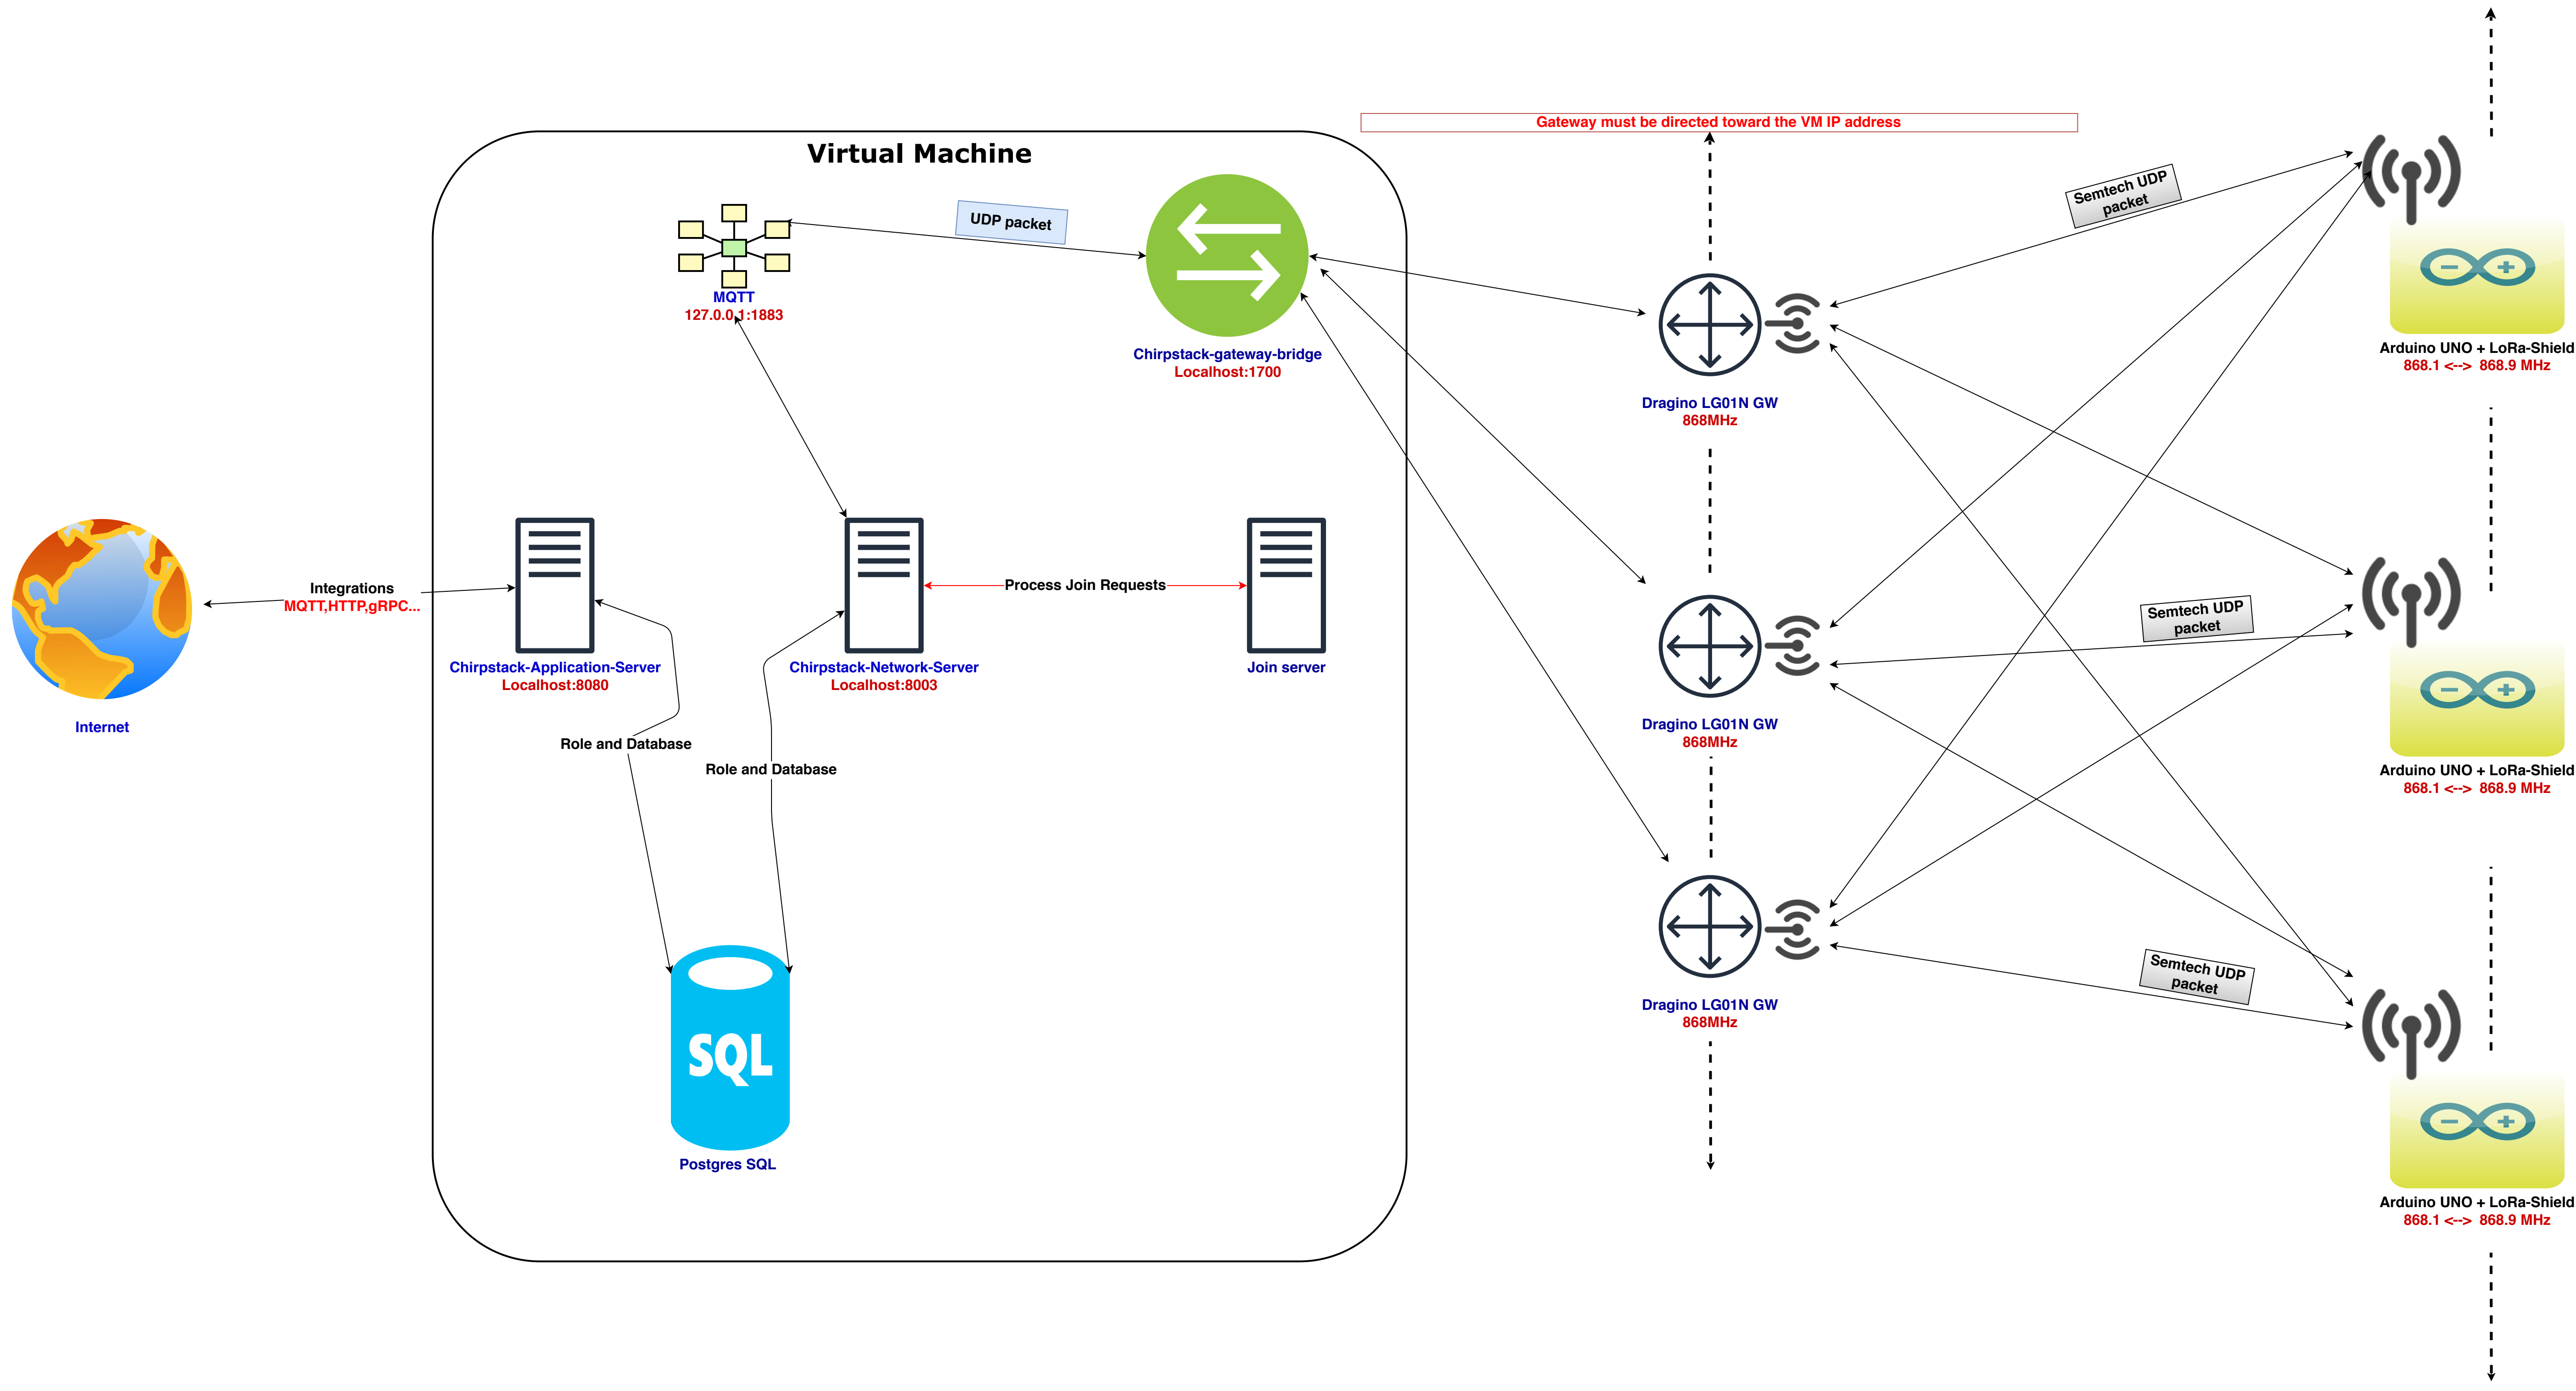 Gateway must be directed toward the VM IP address
Virtual Machine
UDP packet
MQTT
127.0.0.1:1883
Chirpstack-gateway-bridge
Localhost:1700
Semtech UDP
packet
Dragino LG01N GW
868MHz
Arduino UNO + LoRa-Shield
868.1 <--> 868.9 MHz
Integrations
MQTT,HTTP,gRPC...
Internet
Chirpstack-Application-Server
Localhost:8080
Chirpstack-Network-Server
Localhost:8003
Process Join Requests
Join server
Role and Database
Role and Database
SQL
Postgres SQL
Dragino LG01N GW
868MHz
Semtech UDP
packet
Arduino UNO + LoRa-Shield
868.1 <--> 868.9 MHz
Dragino LG01N GW
868MHz
Semtech UDP
packet
Arduino UNO + LoRa-Shield
868.1 <--> 868.9 MHz